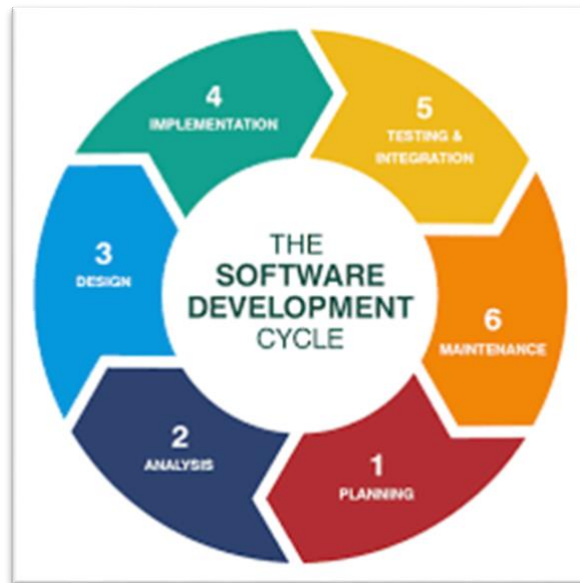 THE
SOFTWARE
DEVELOPMENT
CYCLE
1
PLANNING
2
ANALYSIS
3
DESIGN
4
IMPLEMENTATION
5
TESTING &
INTEGRATION
6
MAINTENANCE